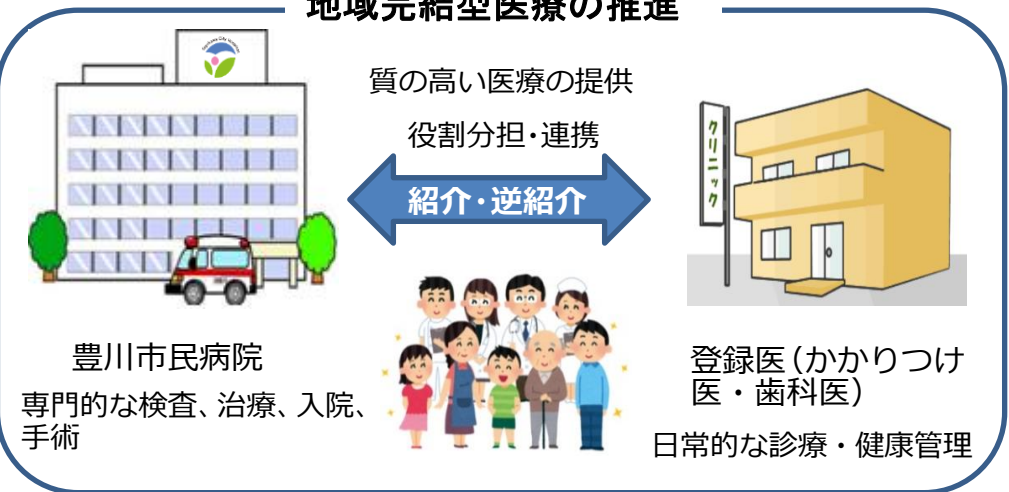 地域完結型医療の推進
質の高い医療の提供
役割分担・連携
紹介・逆紹介
クリニック
豊川市民病院
専門的な検査、治療、入院、
手術
登録医（かかりつけ
医・歯科医）
日常的な診療・健康管理